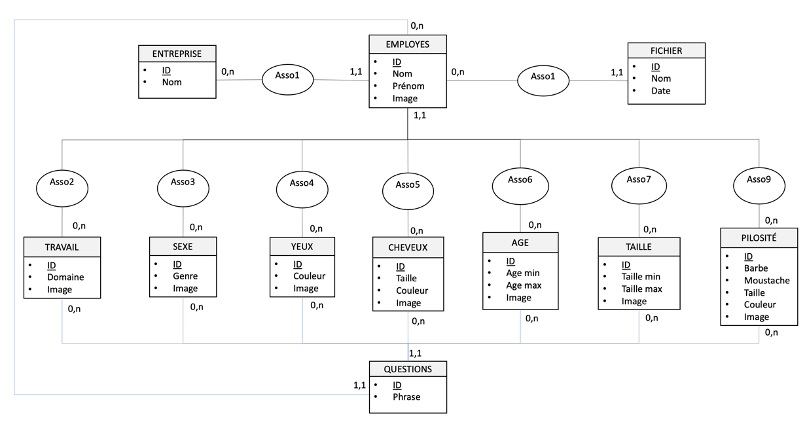 0,n
ENTREPRISE
• ID
• Nom
0,n
Asso1
1,1
EMPLOYES
• ID
• Nom
• Prénom
• Image
0,n
Asso1
1,1
FICHIER
• ID
• Nom
• Date
1,1
Asso2
Asso3
Asso4
Asso5
Asso6
Asso7
Asso9
0,n
0,n
0,n
0,n
0,n
0,n
0,n
TRAVAIL
• ID
• Domaine
• Image
0,n
SEXE
• ID
• Genre
• Image
0,n
YEUX
• ID
• Couleur
• Image
0,n
CHEVEUX
• ID
• Taille
• Couleur
• Image
0,n
AGE
• ID
• Age min
• Age max
• Image
0,n
TAILLE
• ID
• Taille min
• Taille max
• Image
0,n
PILOSITÉ
• ID
• Barbe
• Moustache
• Taille
• Couleur
• Image
0,n
1,1
1,1
QUESTIONS
• ID
• Phrase